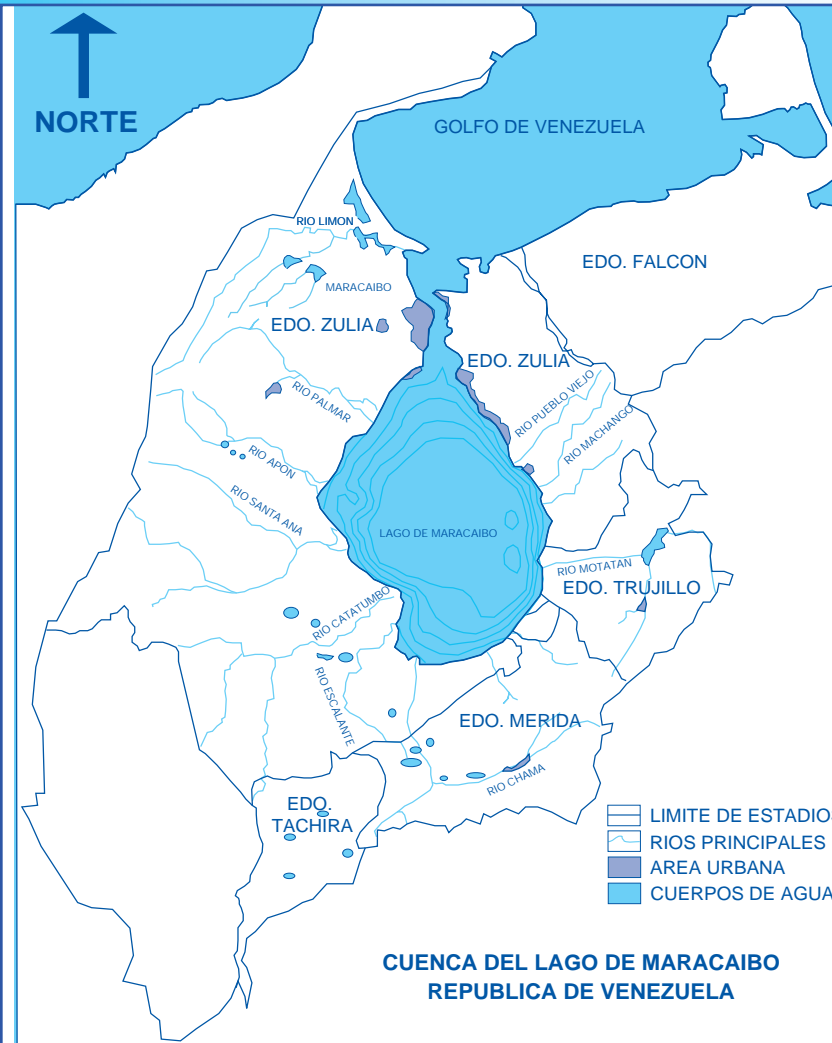 NORTE
GOLFO DE VENEZUELA
RIO LIMON
EDO. FALCON
MARACAIBO
EDO. ZULIA
EDO. ZULIA
RIO PUEBLO VIEJO
RIO PALMAR
RIO MACHANGO
RIO APON
RIO SANTA ANA
LAGO DE MARACAIBO
RIO MOTATAN
EDO. TRUJILLO
RIO CATATUMBO
RIO ESCALANTE
EDO. MERIDA
RIO CHAMA
EDO.
TACHIRA
LIMITE DE ESTADIO
RIOS PRINCIPALES
AREA URBANA
CUERPOS DE AGUA
CUENCA DEL LAGO DE MARACAIBO
REPUBLICA DE VENEZUELA